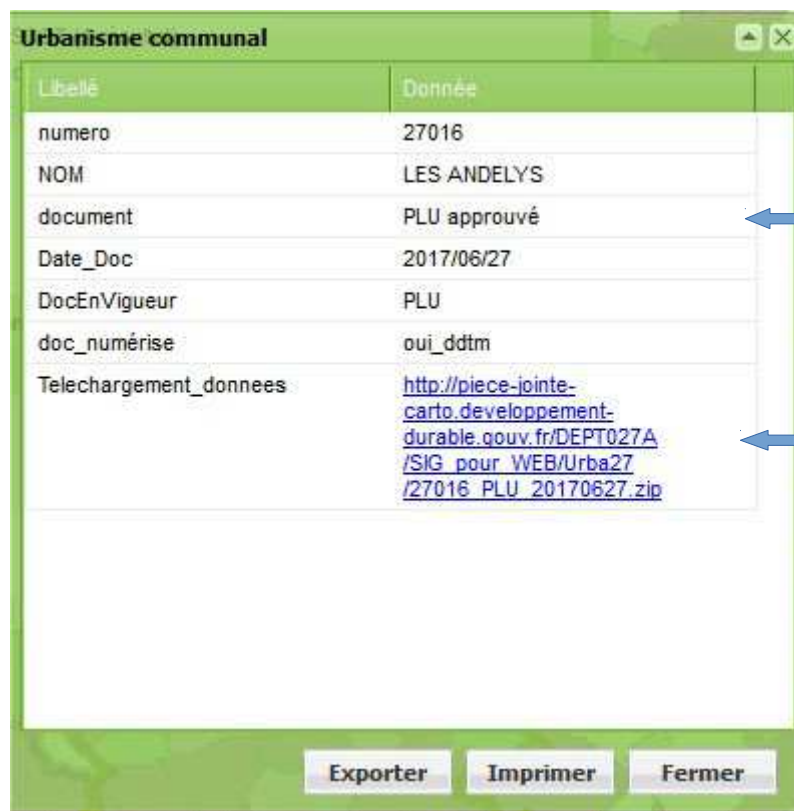 Urbanisme communal
Libellé Donnée
numero 27016
NOM LES ANDELYS
document PLU approuvé
Date_Doc 2017/06/27
DocEnVigueur PLU
doc_numérise oui_ddtm
Telechargement_donnees http://piece-jointe-
carto.developpement-
durable.gouv.fr/DEPT027A
/SIG_pour_WEB/Urba27
/27016_PLU_20170627.zip
Exporter Imprimer Fermer